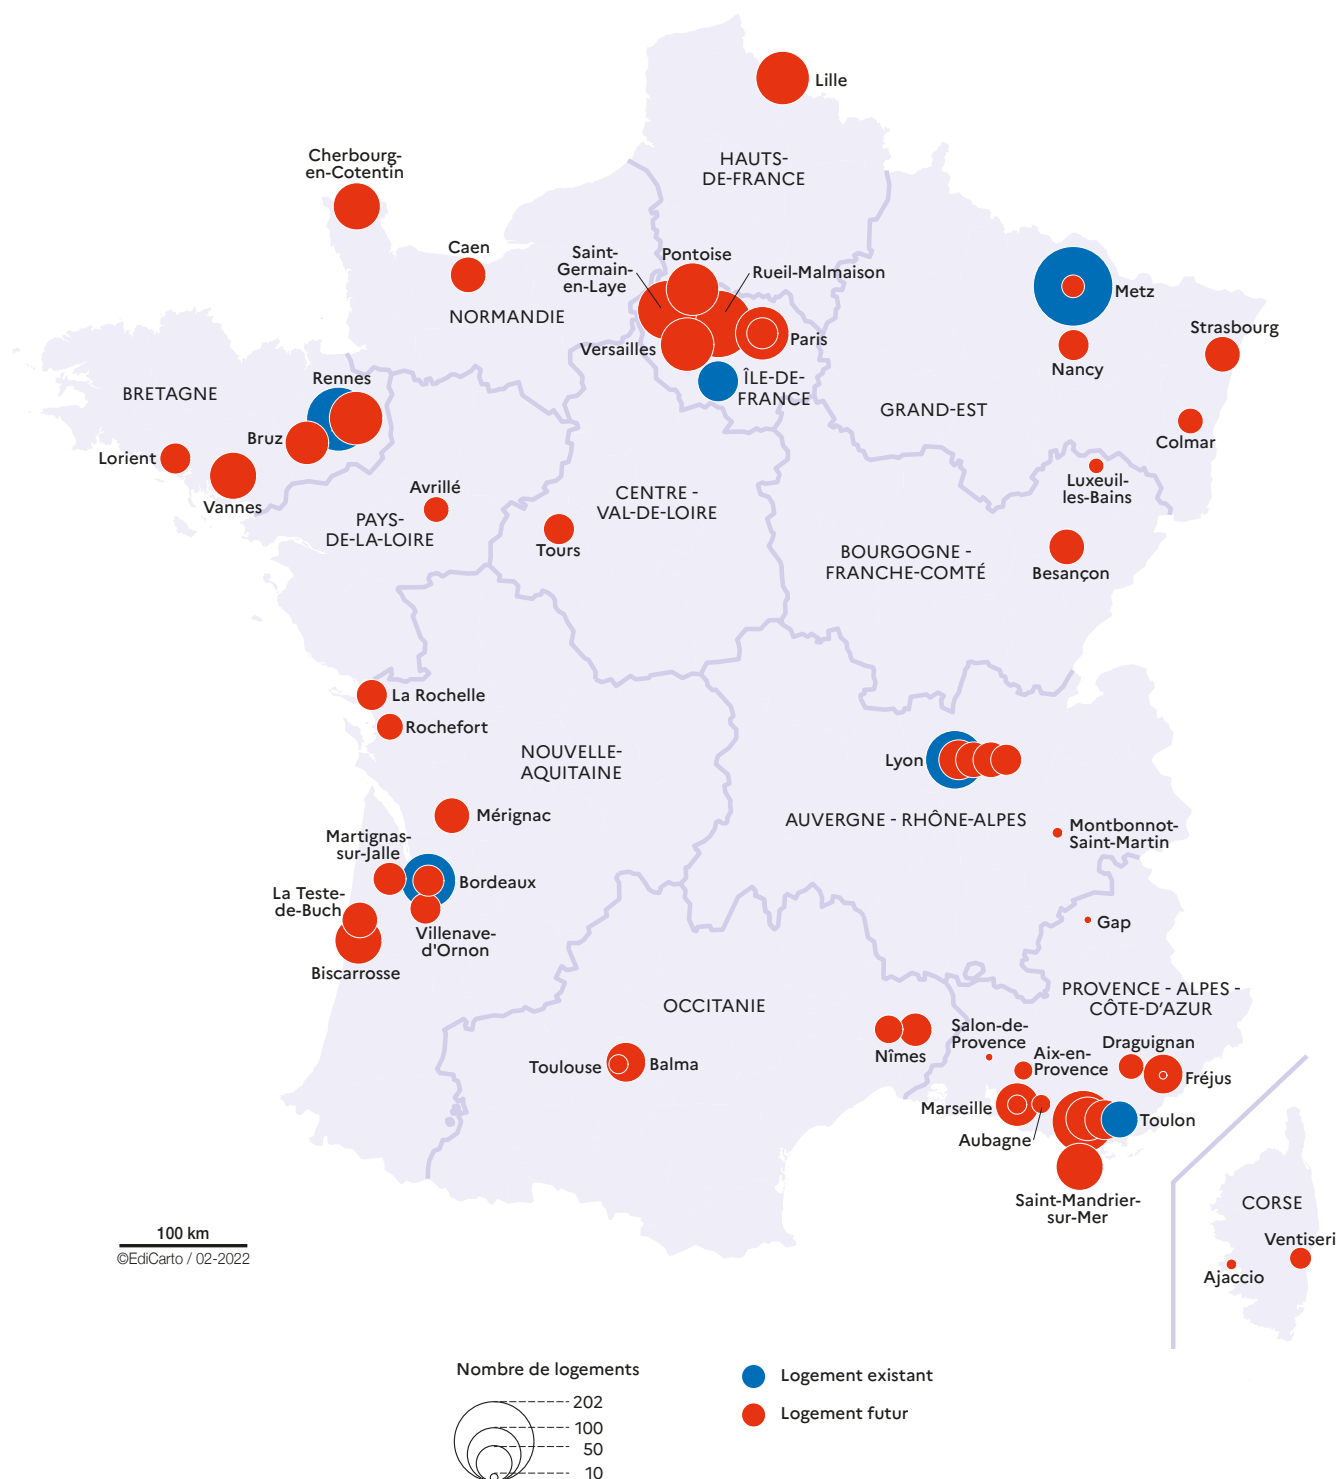 Lille
HAUTS-
DE-FRANCE
Cherbourg-
en-Cotentin
Caen
NORMANDIE
Saint-
Germain-
en-Laye
Pontoise
Rueil-Malmaison
Versailles
Paris
ÎLE-DE-
FRANCE
Metz
Nancy
Strasbourg
Colmar
GRAND-EST
BRETAGNE
Rennes
Bruz
Lorient
Vannes
Avrillé
PAYS-
DE-LA-LOIRE
CENTRE -
VAL-DE-LOIRE
Tours
Luxeuil-
les-Bains
BOURGOGNE -
FRANCHE-COMTÉ
Besançon
La Rochelle
Rochefort
NOUVELLE-
AQUITAINE
Lyon
AUVERGNE - RHÔNE-ALPES
Montbonnot-
Saint-Martin
Mérignac
Martignas-
sur-Jalle
Bordeaux
La Teste-
de-Buch
Villenave-
d'Ornon
Biscarrosse
Gap
OCCITANIE
PROVENCE - ALPES -
CÔTE-D'AZUR
Nîmes
Salon-de-
Provence
Aix-en-
Provence
Draguignan
Fréjus
Toulouse
Balma
Marseille
Aubagne
Toulon
Saint-Mandrier-
sur-Mer
CORSE
Ventiseri
Ajaccio
100 km
©EdiCarto / 02-2022
Nombre de logements
202
100
50
10
Logement existant
Logement futur